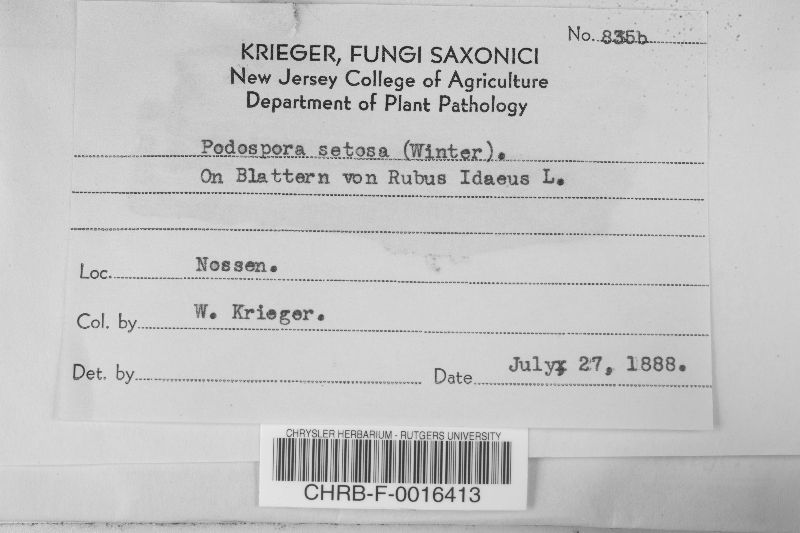 No. 835b
KRIEGER, FUNGI SAXONICI
New Jersey College of Agriculture
Department of Plant Pathology
Podospora setosa (Winter).
On Blattern von Rubus Idaeus L.
Loc. Nossen.
Col. by W. Krieger.
Det. by Date July 27, 1888.
CHRYSLER HERBARIUM - RUTGERS UNIVERSITY
CHRB-F-0016413